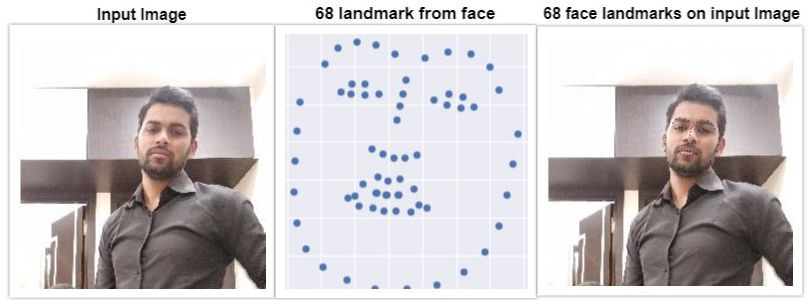 Input Image
68 landmark from face
68 face landmarks on input Image